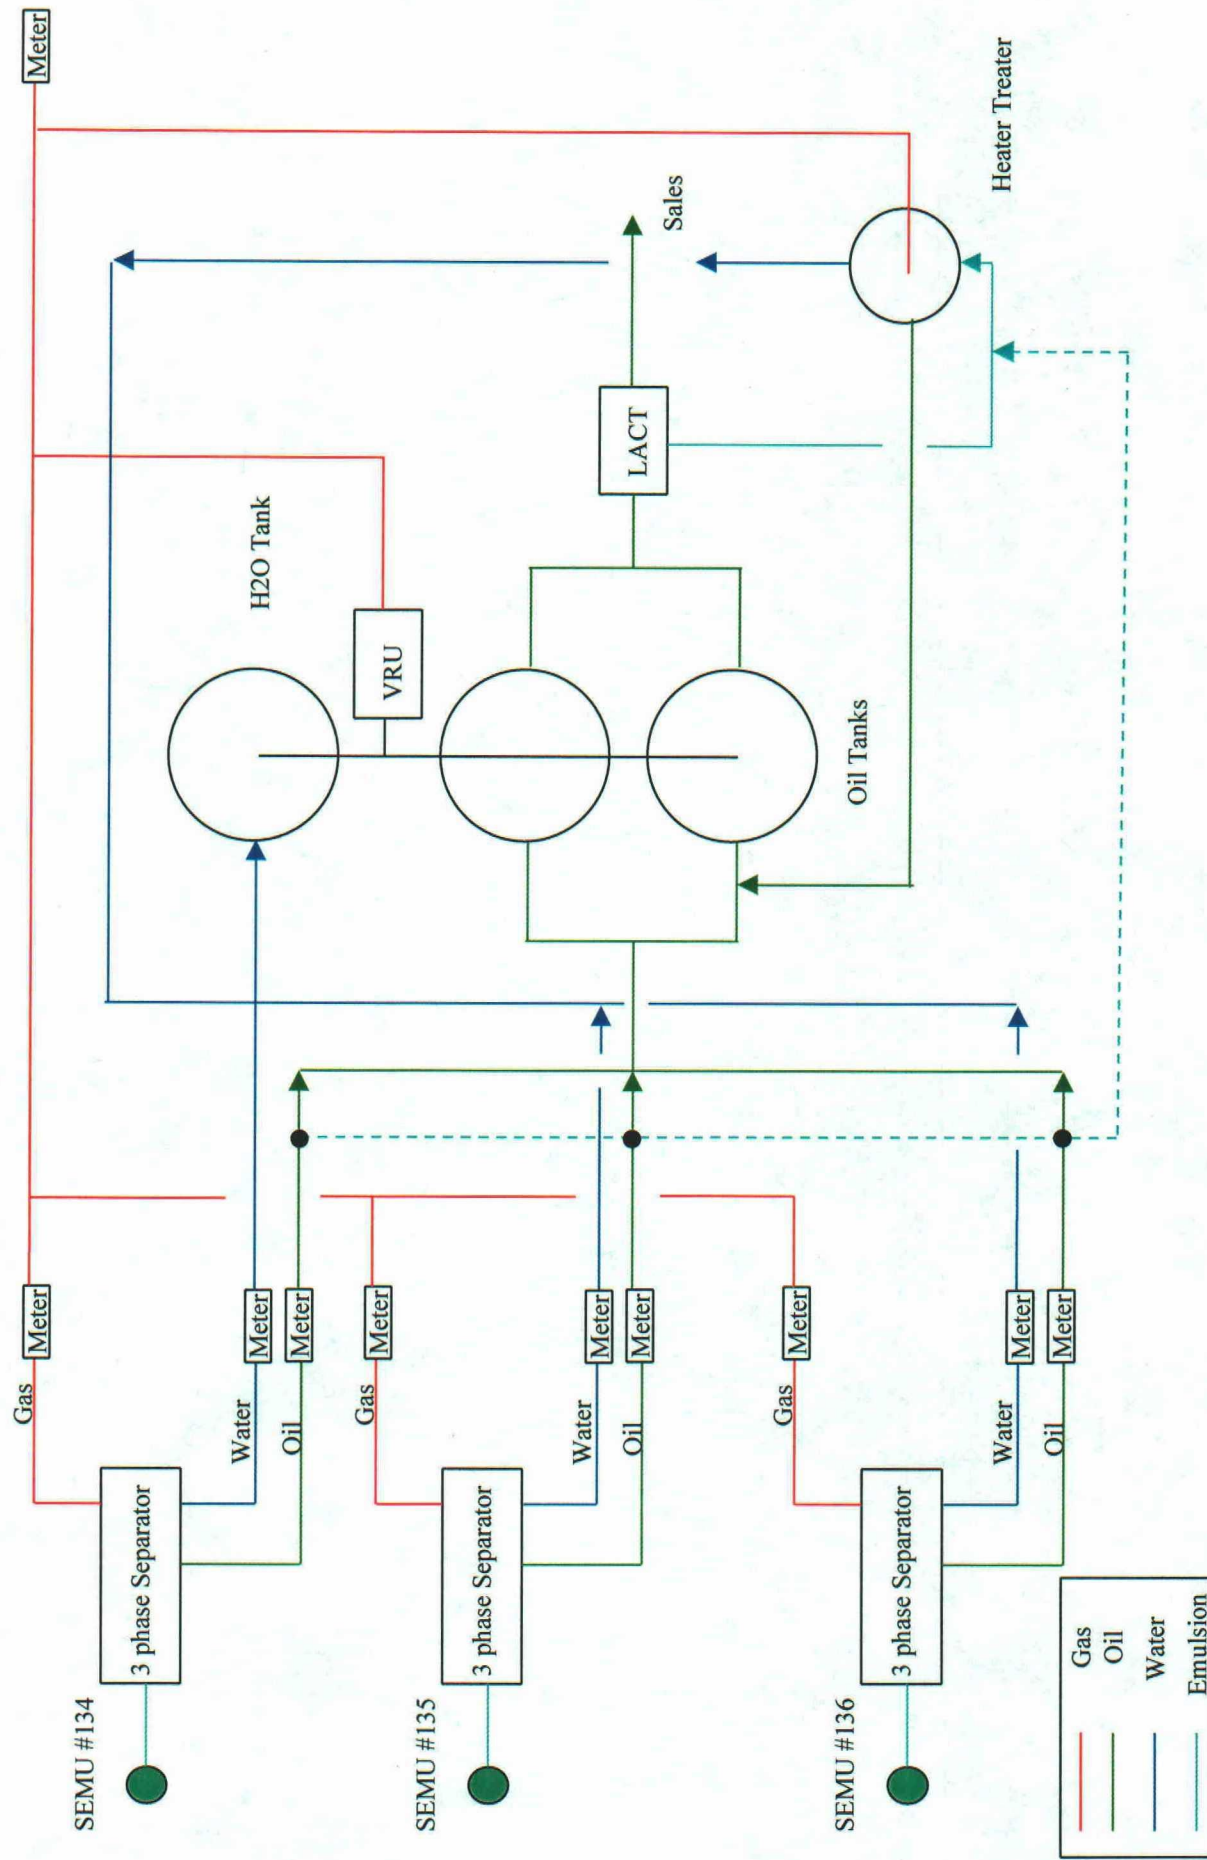 SEMU #134
3 phase Separator
Gas
Meter
Water
Meter
Oil
Meter
SEMU #135
3 phase Separator
Gas
Meter
Water
Meter
Oil
Meter
SEMU #136
3 phase Separator
Gas
Meter
Water
Meter
Oil
Meter
H2O Tank
VRU
Oil Tanks
LACT
Sales
Heater Treater
Meter
Gas
Oil
Water
Emulsion